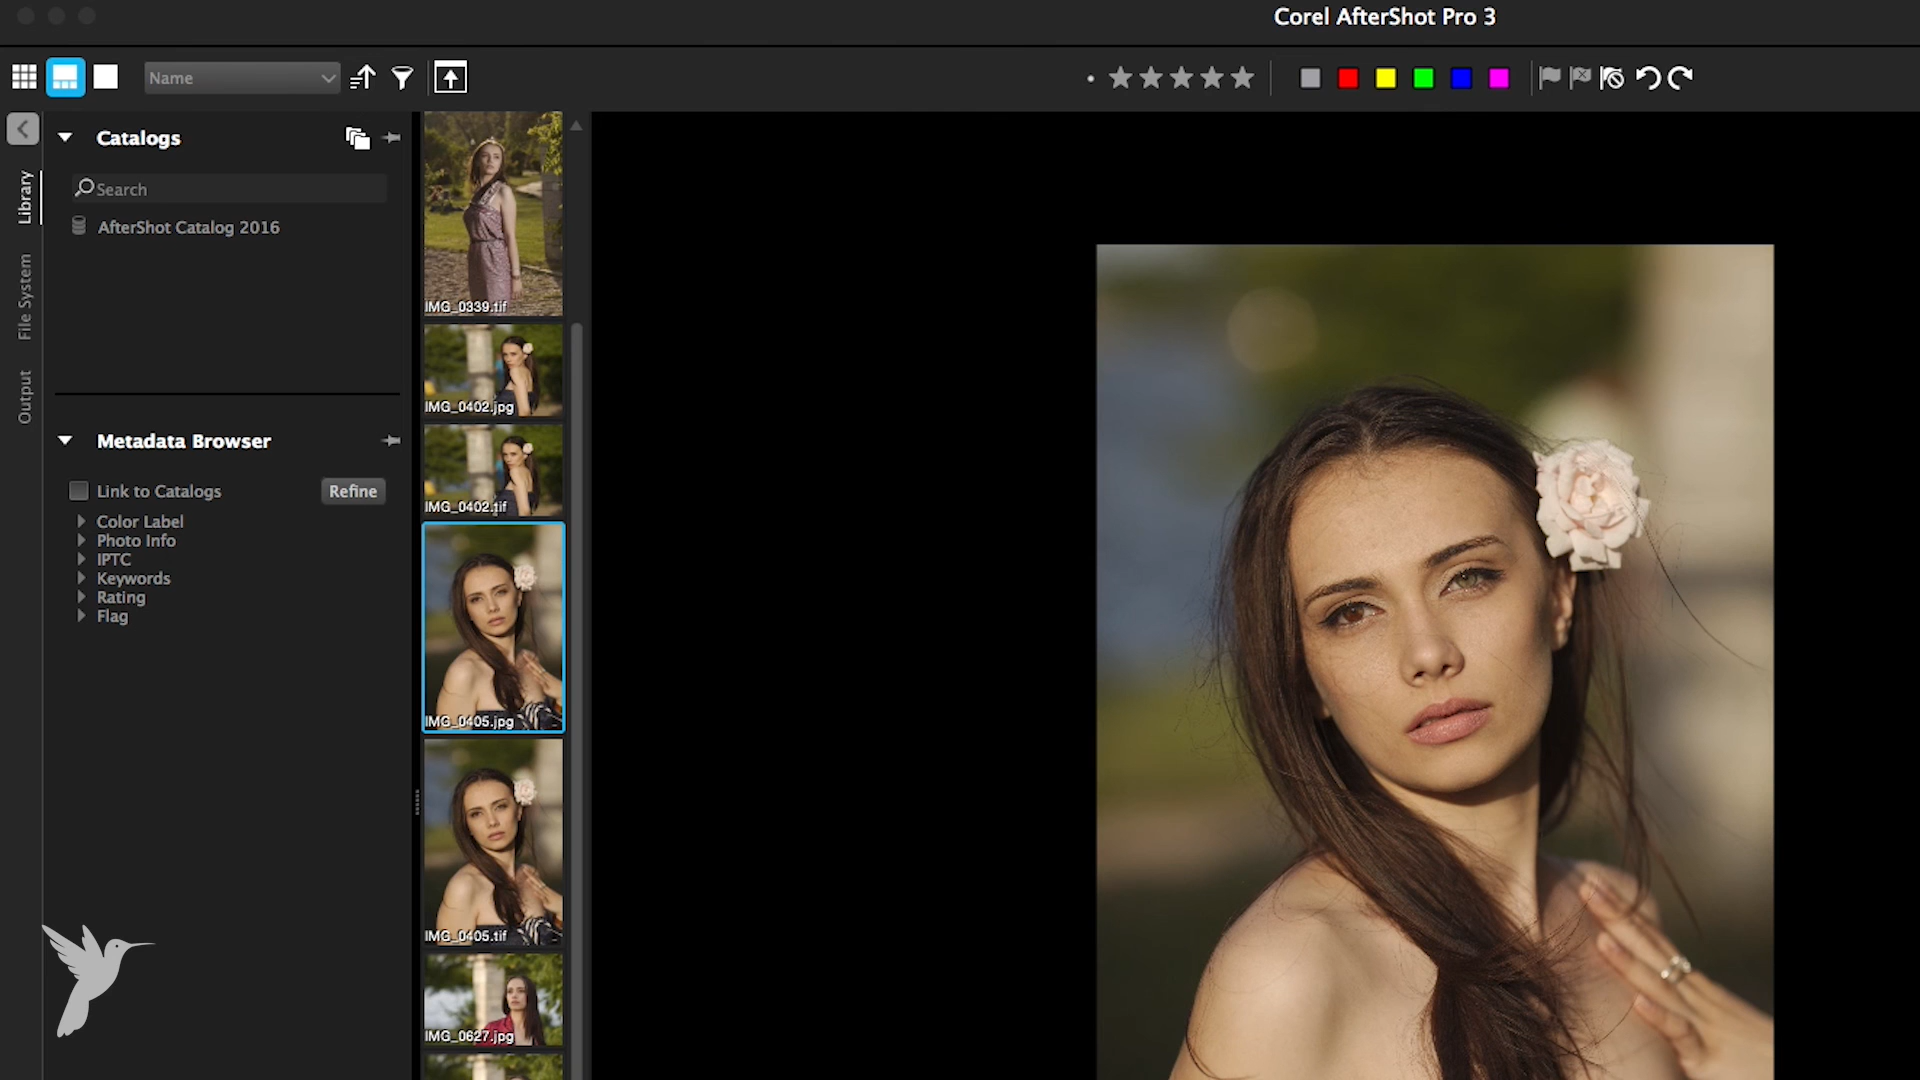 Corel AfterShot Pro 3
Name
Catalogs
Search
AfterShot Catalog 2016
Library
File System
Output
Metadata Browser
Link to Catalogs
Refine
Color Label
Photo Info
IPTC
Keywords
Rating
Flag
IMG_0339.tif
IMG_0402.jpg
IMG_0402.tif
IMG_0405.jpg
IMG_0405.tif
IMG_0627.jpg